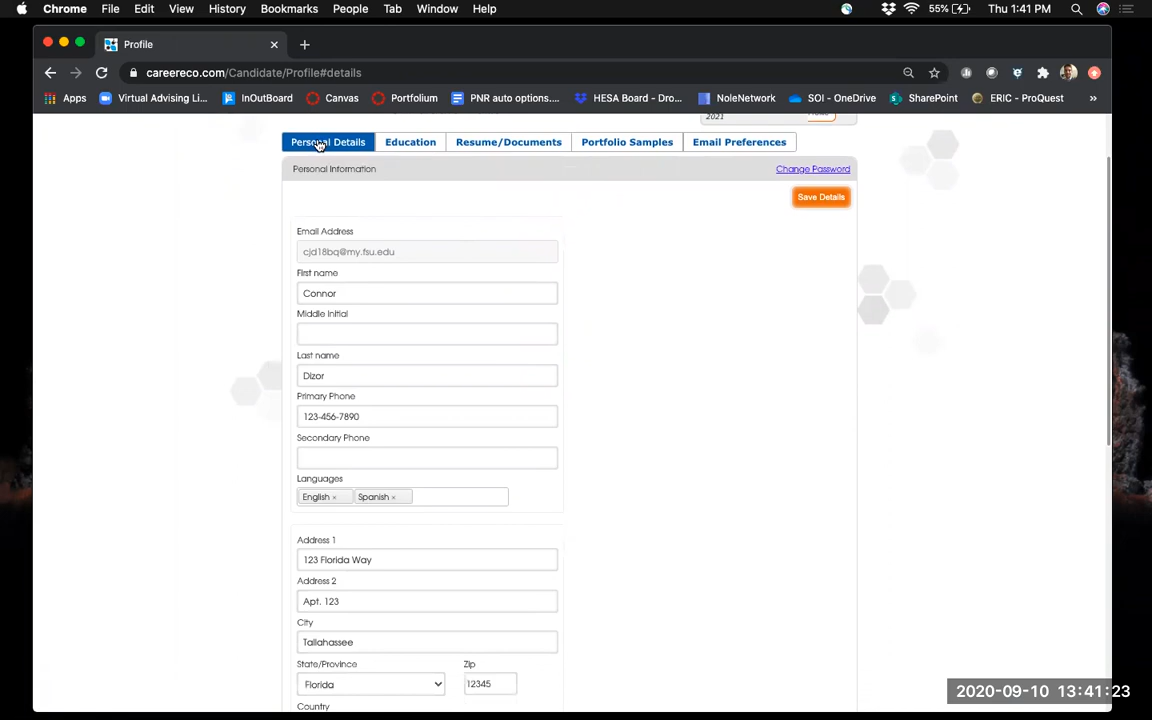 Chrome File Edit View History Bookmarks People Tab Window Help 55% Thu 1:41 PM
Profile
careereco.com/Candidate/Profile#details
Apps Virtual Advising Li... InOutBoard Canvas Portfolium PNR auto options.... HESA Board - Dro... NoleNetwork SOI - OneDrive SharePoint ERIC - ProQuest »
2021
Personal Details Education Resume/Documents Portfolio Samples Email Preferences
Personal Information Change Password
Save Details
Email Address
cjd18bq@my.fsu.edu
First name
Connor
Middle Initial
Last name
Dizor
Primary Phone
123-456-7890
Secondary Phone
Languages
English × Spanish ×
Address 1
123 Florida Way
Address 2
Apt. 123
City
Tallahassee
State/Province Zip
Florida 12345
Country
2020-09-10 13:41:23